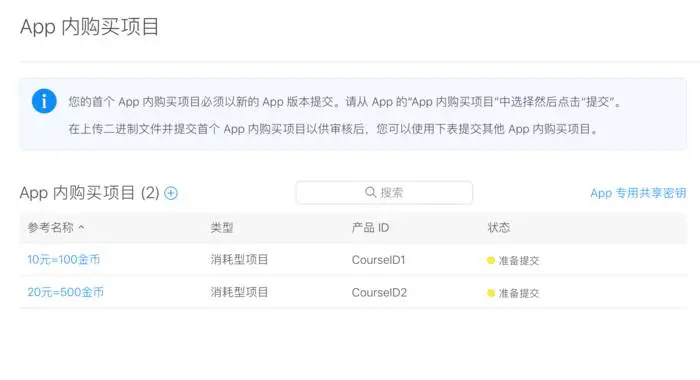 App 内购买项目
您的首个 App 内购买项目必须以新的 App 版本提交。请从 App 的“App 内购买项目”中选择然后点击“提交”。
在上传二进制文件并提交首个 App 内购买项目以供审核后，您可以使用下表提交其他 App 内购买项目。
App 内购买项目 (2)
搜索
App 专用共享密钥
参考名称 类型 产品 ID 状态
10元=100金币 消耗型项目 CourseID1 准备提交
20元=500金币 消耗型项目 CourseID2 准备提交